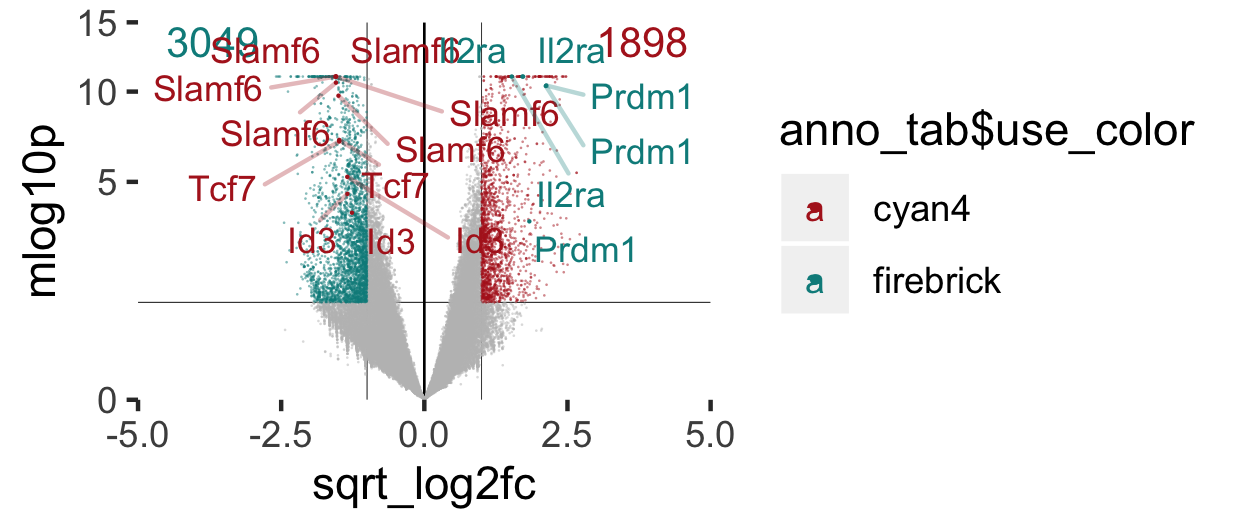 15
3049
Slamf6
Slamf6
Il2ra
Il2ra
1898
10
Slamf6
Slamf6
Prdm1
Slamf6
Slamf6
Prdm1
5
Tcf7
Tcf7
Il2ra
Id3
Id3
Id3
Prdm1
0
-5.0
-2.5
0.0
2.5
5.0
sqrt_log2fc
mlog10p
anno_tab$use_color
a cyan4
a firebrick